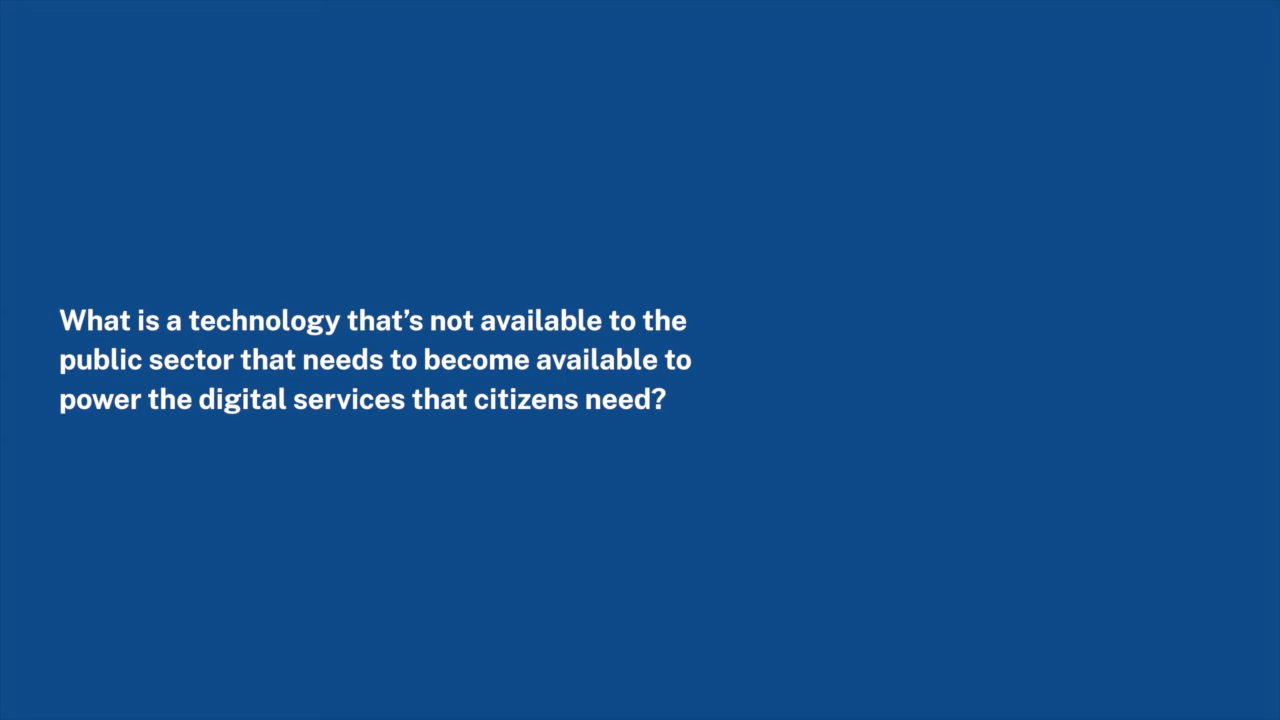 What is a technology that’s not available to the
public sector that needs to become available to
power the digital services that citizens need?